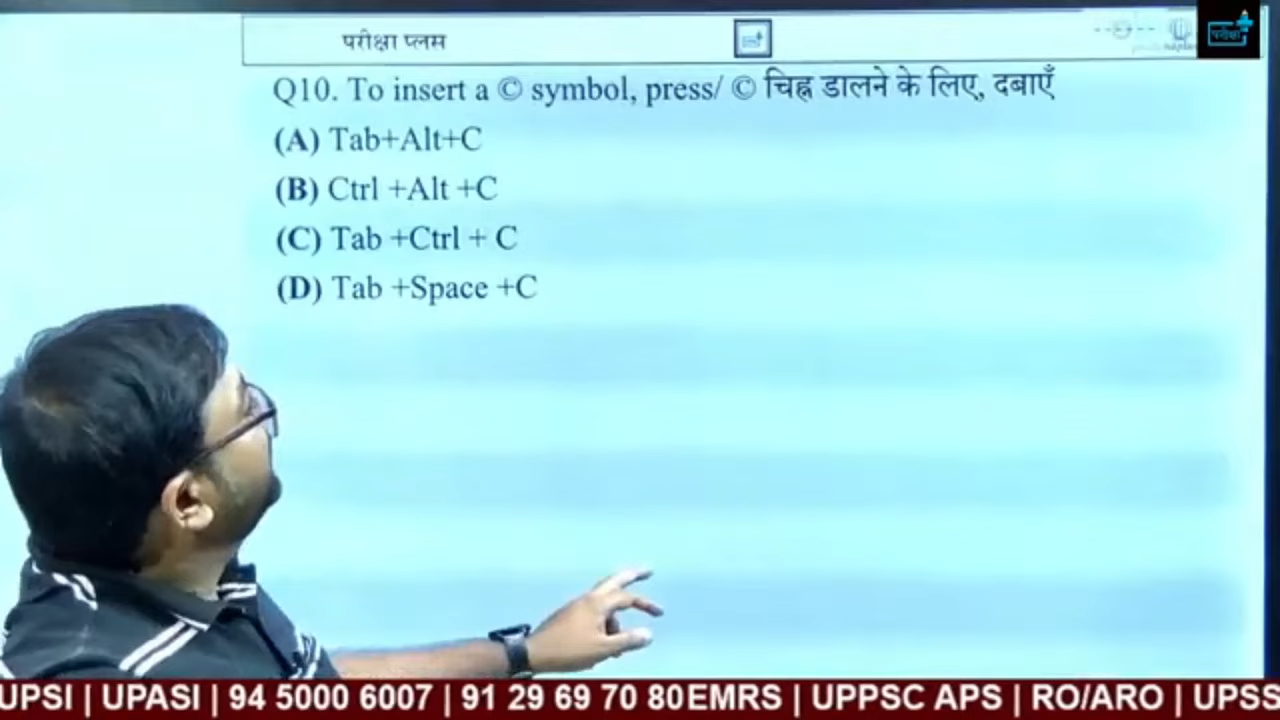 परीक्षा प्लस
परीक्षा
Q10. To insert a © symbol, press/ © चिह्न डालने के लिए, दबाएँ
(A) Tab+Alt+C
(B) Ctrl +Alt +C
(C) Tab +Ctrl + C
(D) Tab +Space +C
UPSI | UPASI | 94 5000 6007 | 91 29 69 70 80EMRS | UPPSC APS | RO/ARO | UPSS